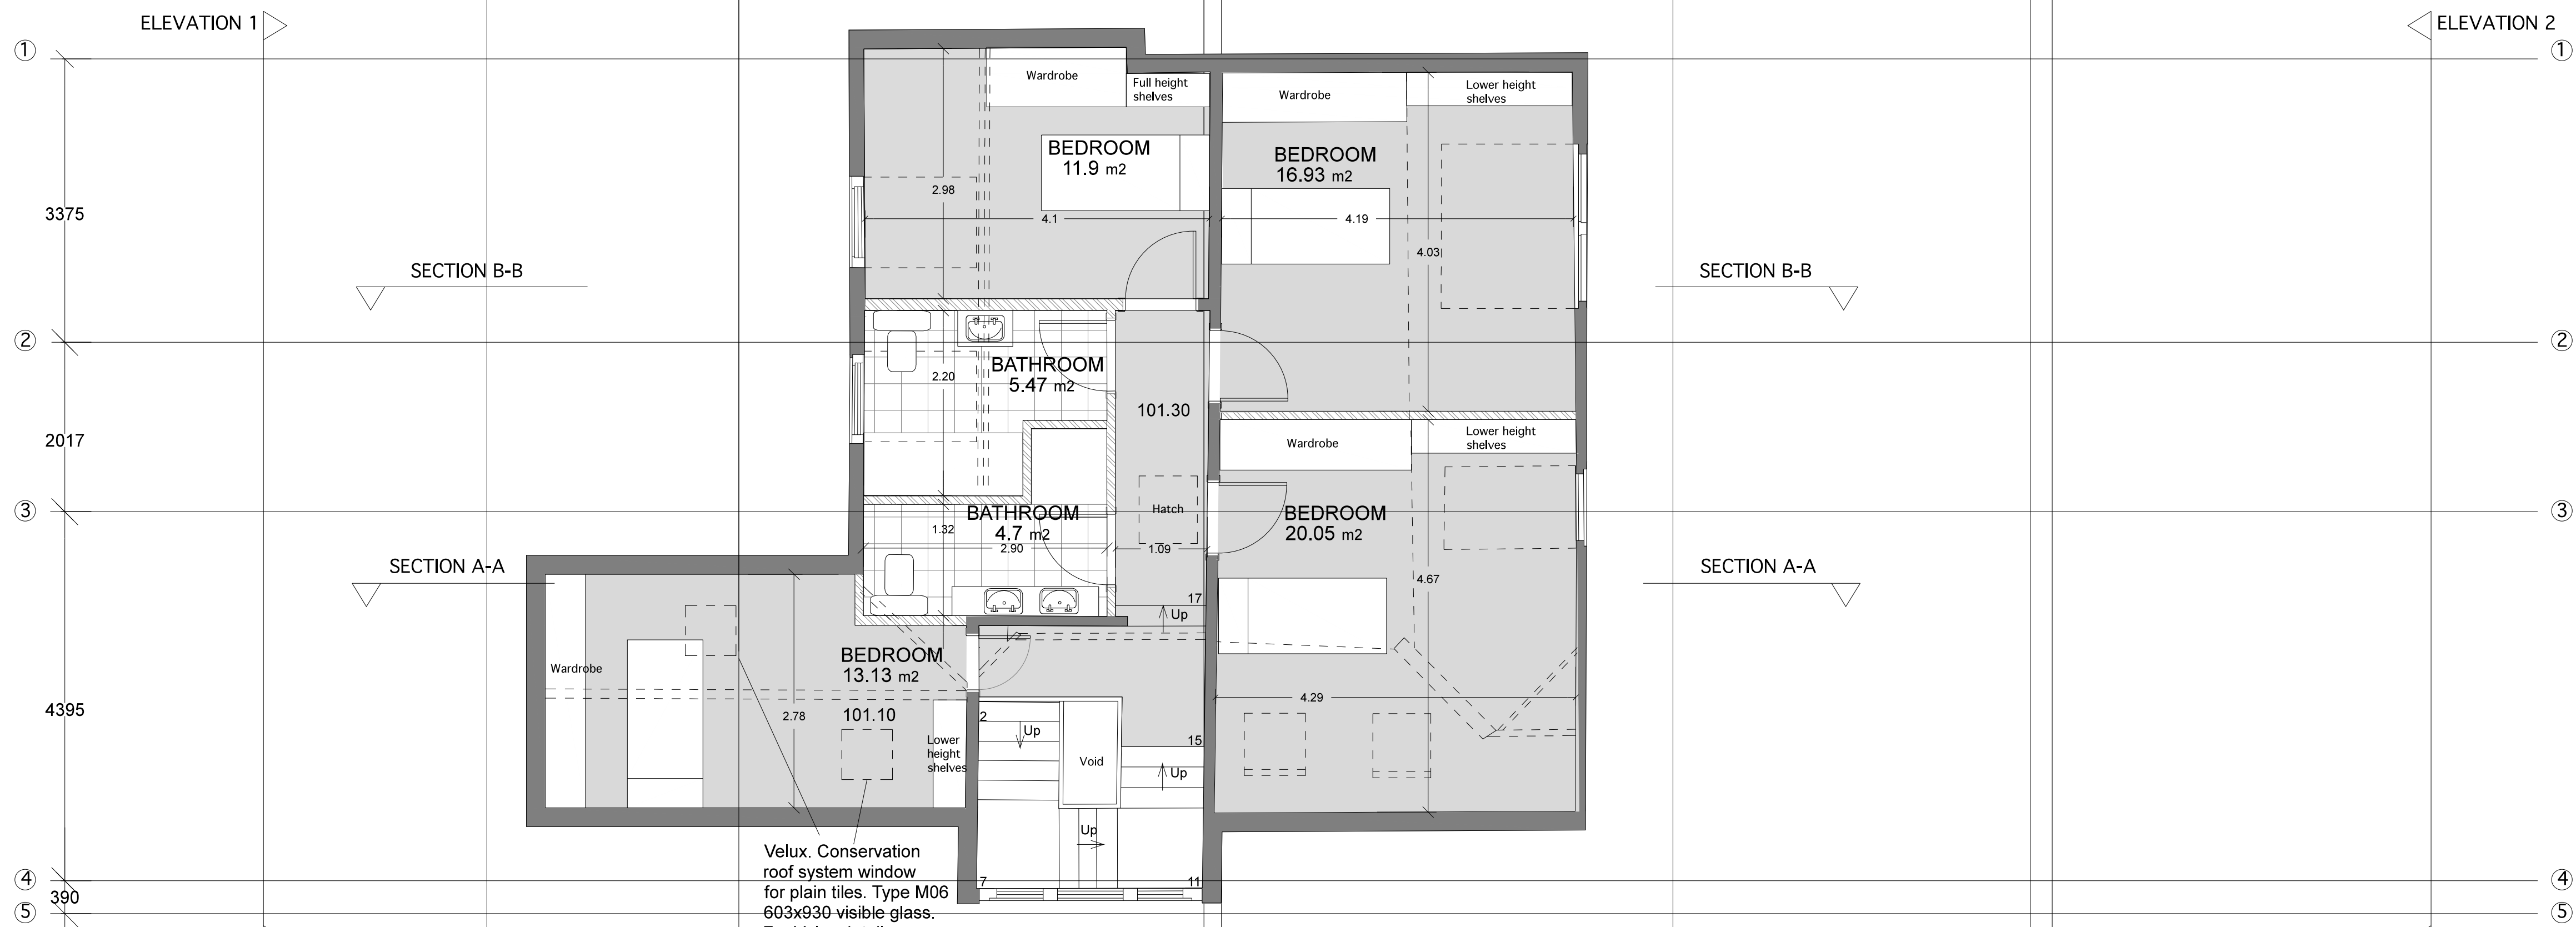 ELEVATION 1
ELEVATION 2
1
1
Wardrobe
Full height
shelves
Wardrobe
Lower height
shelves
BEDROOM
11.9 m2
BEDROOM
16.93 m2
2.98
4.1
4.19
3375
4.03
SECTION B-B
SECTION B-B
2
2
BATHROOM
5.47 m2
2.20
101.30
2017
Wardrobe
Lower height
shelves
3
3
Hatch
BATHROOM
4.7 m2
1.32
2.90
1.09
BEDROOM
20.05 m2
SECTION A-A
SECTION A-A
4.67
17
Up
BEDROOM
13.13 m2
Wardrobe
4.29
4395
2.78
101.10
2
Up
Lower
height
shelves
15
Void
Up
Up
Velux. Conservation
roof system window
for plain tiles. Type M06
603x930 visible glass.
7
11
4
4
390
5
5